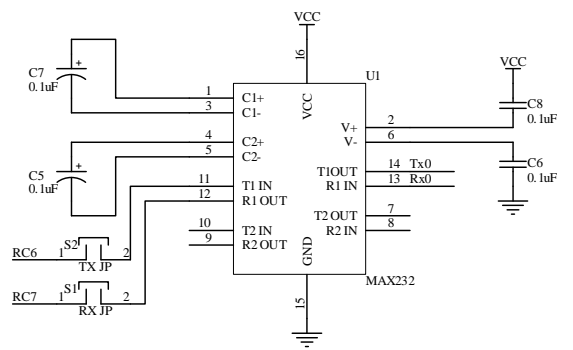 VCC
16
U1
VCC
C7
0.1uF
+
1
3
C1+
C1-
VCC
C8
0.1uF
V+
V-
2
6
4
5
C2+
C2-
C5
0.1uF
+
C6
0.1uF
T1OUT
R1 IN
14 Tx0
13 Rx0
11
12
T1 IN
R1 OUT
T2 OUT
R2 IN
7
8
10
9
T2 IN
R2 OUT
GND
15
MAX232
RC6
1
S2
2
TX JP
RC7
1
S1
2
RX JP